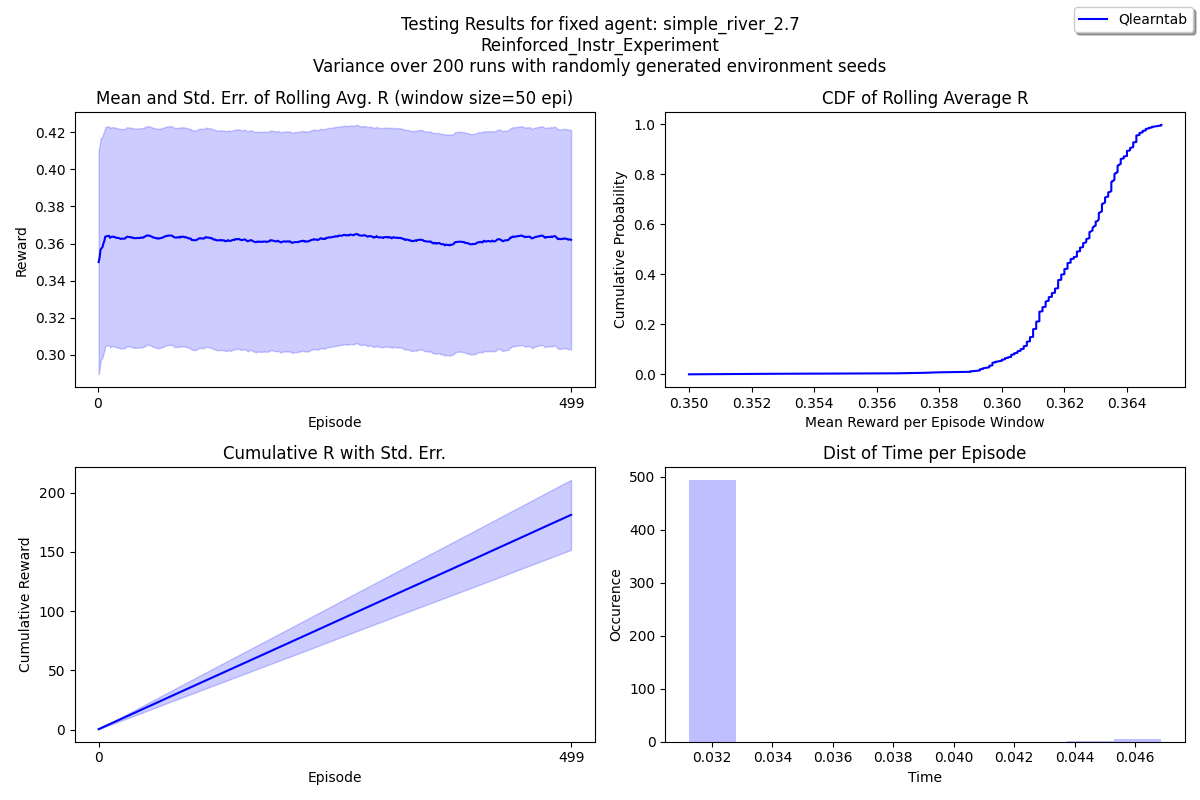 Testing Results for fixed agent: simple_river_2.7
Reinforced_Instr_Experiment
Variance over 200 runs with randomly generated environment seeds
Qlearntab
Mean and Std. Err. of Rolling Avg. R (window size=50 epi)
Reward
0.42
0.40
0.38
0.36
0.34
0.32
0.30
0 499
Episode
CDF of Rolling Average R
Cumulative Probability
1.0
0.8
0.6
0.4
0.2
0.0
0.350 0.352 0.354 0.356 0.358 0.360 0.362 0.364
Mean Reward per Episode Window
Cumulative R with Std. Err.
Cumulative Reward
200
150
100
50
0
0 499
Episode
Dist of Time per Episode
Occurence
500
400
300
200
100
0
0.032 0.034 0.036 0.038 0.040 0.042 0.044 0.046
Time